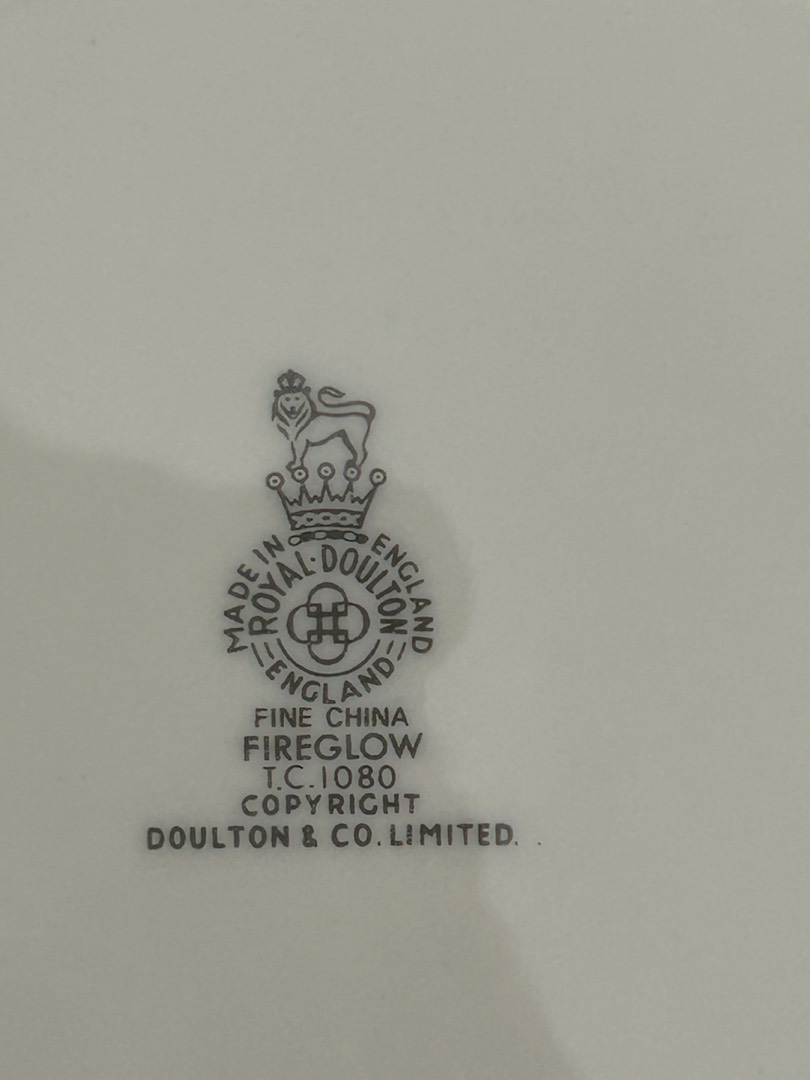 MADE IN ENGLAND
ROYAL·DOULTON
ENGLAND
FINE CHINA
FIREGLOW
T.C.1080
COPYRIGHT
DOULTON & CO. LIMITED.